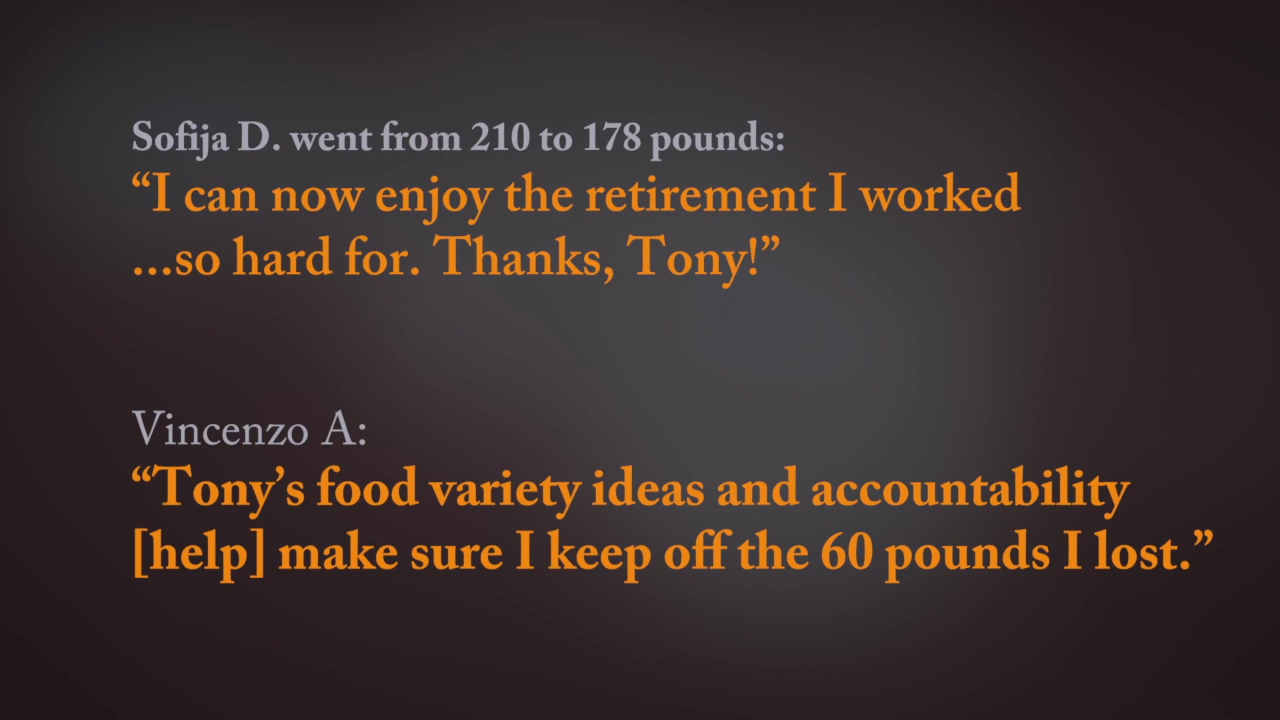 Sofija D. went from 210 to 178 pounds:
“I can now enjoy the retirement I worked
...so hard for. Thanks, Tony!”
Vincenzo A:
“Tony’s food variety ideas and accountability
[help] make sure I keep off the 60 pounds I lost.”